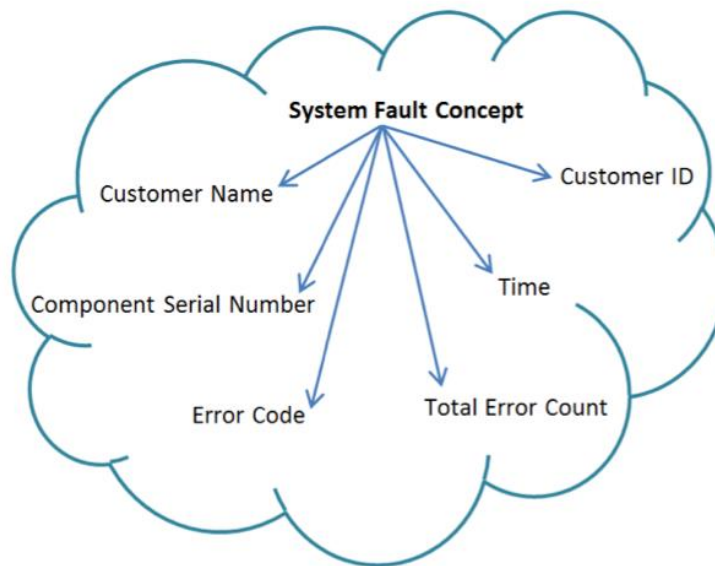 System Fault Concept
Customer Name
Customer ID
Component Serial Number
Time
Error Code
Total Error Count